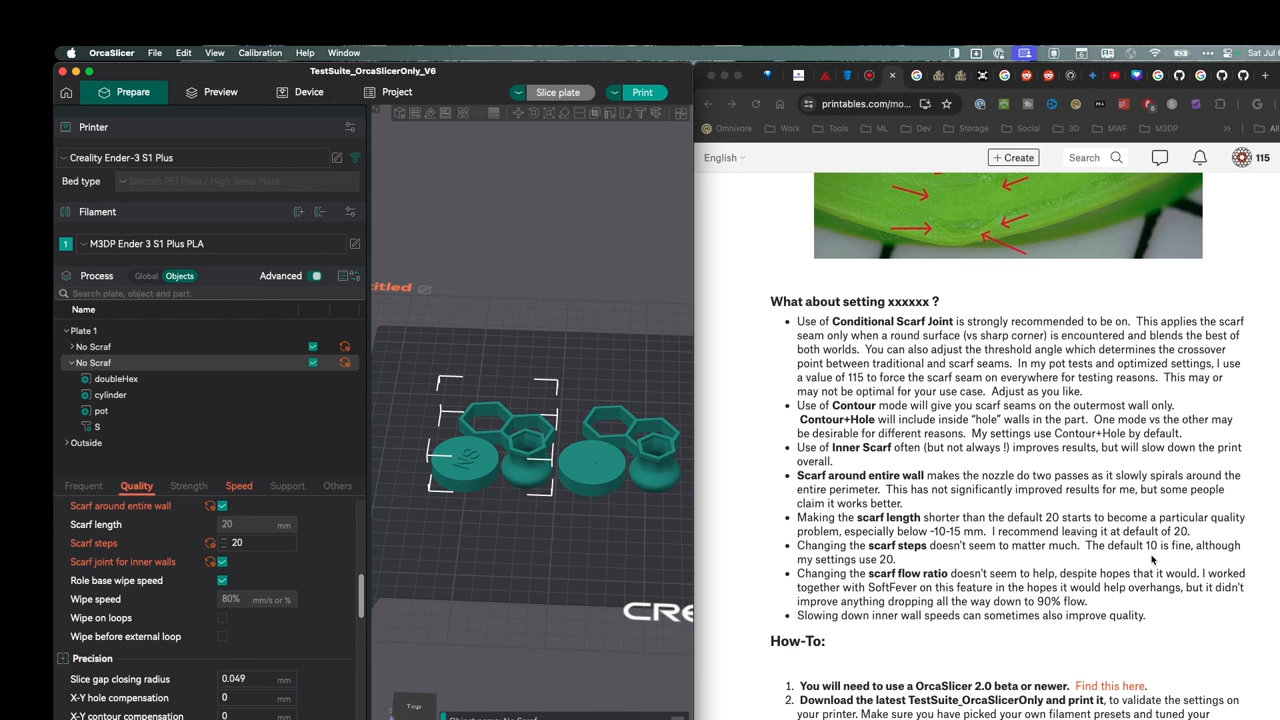 OrcaSlicer File Edit View Calibration Help Window
Sat Jul
TestSuite_OrcaSlicerOnly_V6
Prepare Preview Device Project Slice plate Print
Printer
Creality Ender-3 S1 Plus
Bed type Smooth PEI Plate / High Temp Plate
Filament
1 M3DP Ender 3 S1 Plus PLA
Process Global Objects Advanced
Search plate, object and part.
Name
Plate 1
No Scraf
No Scraf
doubleHex
cylinder
pot
S
Outside
Frequent Quality Strength Speed Support Others
Scarf around entire wall
Scarf length 20 mm
Scarf steps 20
Scarf joint for inner walls
Role base wipe speed
Wipe speed 80% mm/s or %
Wipe on loops
Wipe before external loop
Precision
Slice gap closing radius 0.049 mm
X-Y hole compensation 0 mm
X-Y contour compensation 0 mm
titled
SN
CRE
Top
Object name: No Scraf
printables.com/mo...
Omnivore Work Tools ML Dev Storage Social 3D MWF M3DP » All
English + Create Search 115
What about setting xxxxxx ?
• Use of Conditional Scarf Joint is strongly recommended to be on. This applies the scarf
seam only when a round surface (vs sharp corner) is encountered and blends the best of
both worlds. You can also adjust the threshold angle which determines the crossover
point between traditional and scarf seams. In my pot tests and optimized settings, I use
a value of 115 to force the scarf seam on everywhere for testing reasons. This may or
may not be optimal for your use case. Adjust as you like.
• Use of Contour mode will give you scarf seams on the outermost wall only.
Contour+Hole will include inside “hole” walls in the part. One mode vs the other may
be desirable for different reasons. My settings use Contour+Hole by default.
• Use of Inner Scarf often (but not always !) improves results, but will slow down the print
overall.
• Scarf around entire wall makes the nozzle do two passes as it slowly spirals around the
entire perimeter. This has not significantly improved results for me, but some people
claim it works better.
• Making the scarf length shorter than the default 20 starts to become a particular quality
problem, especially below ~10-15 mm. I recommend leaving it at default of 20.
• Changing the scarf steps doesn't seem to matter much. The default 10 is fine, although
my settings use 20.
• Changing the scarf flow ratio doesn't seem to help, despite hopes that it would. I worked
together with SoftFever on this feature in the hopes it would help overhangs, but it didn't
improve anything dropping all the way down to 90% flow.
• Slowing down inner wall speeds can sometimes also improve quality.
How-To:
1. You will need to use a OrcaSlicer 2.0 beta or newer. Find this here.
2. Download the latest TestSuite_OrcaSlicerOnly and print it, to validate the settings on
your printer. Make sure you have picked your own filament presets and tuned your